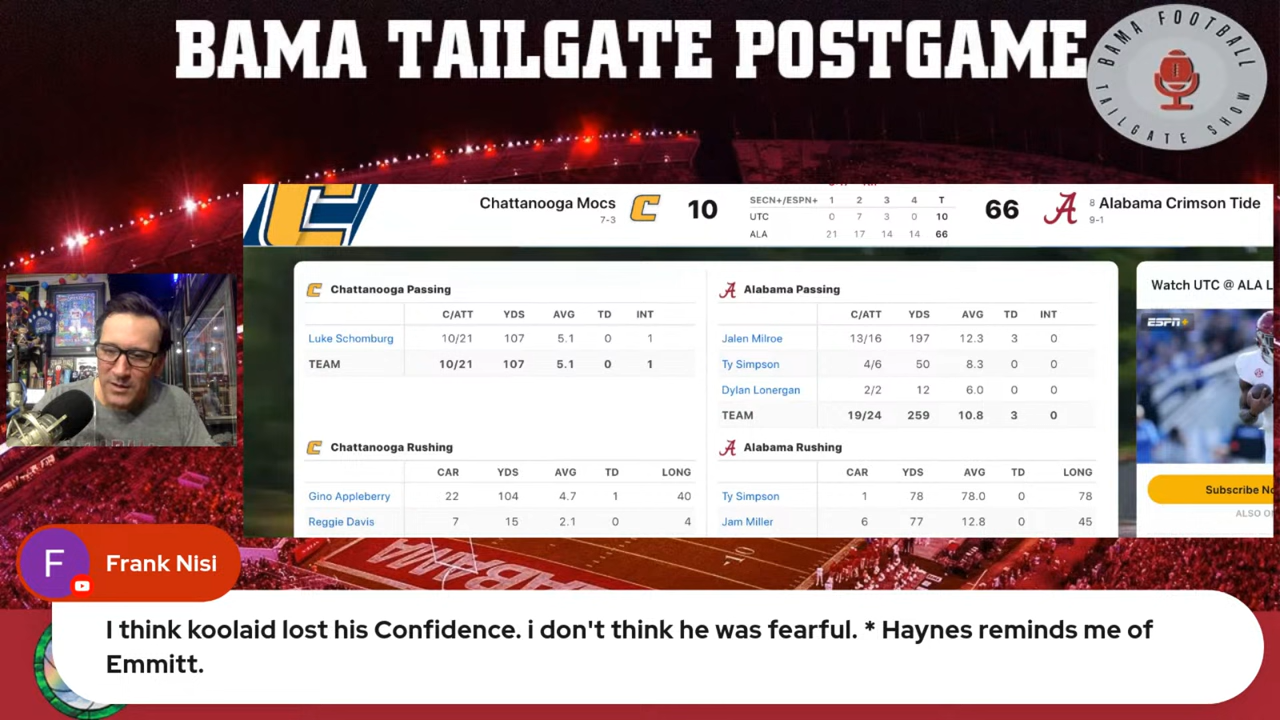 BAMA TAILGATE POSTGAME
BAMA FOOTBALL
TAILGATE SHOW
Chattanooga Mocs
7-3
10
SECN+/ESPN+ 1 2 3 4 T
UTC 0 7 3 0 10
ALA 21 17 14 14 66
66
8 Alabama Crimson Tide
9-1
Chattanooga Passing
C/ATT YDS AVG TD INT
Luke Schomburg 10/21 107 5.1 0 1
TEAM 10/21 107 5.1 0 1
Alabama Passing
C/ATT YDS AVG TD INT
Jalen Milroe 13/16 197 12.3 3 0
Ty Simpson 4/6 50 8.3 0 0
Dylan Lonergan 2/2 12 6.0 0 0
TEAM 19/24 259 10.8 3 0
Chattanooga Rushing
CAR YDS AVG TD LONG
Gino Appleberry 22 104 4.7 1 40
Reggie Davis 7 15 2.1 0 4
Alabama Rushing
CAR YDS AVG TD LONG
Ty Simpson 1 78 78.0 0 78
Jam Miller 6 77 12.8 0 45
Watch UTC @ ALA L
ESPN+
Subscribe No
ALSO O
F
Frank Nisi
I think koolaid lost his Confidence. i don't think he was fearful. * Haynes reminds me of
Emmitt.